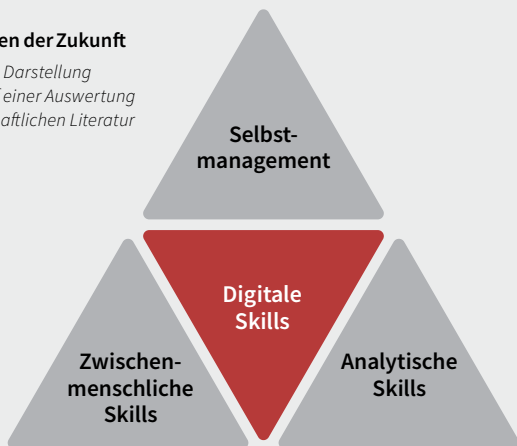 en der Zukunft
Darstellung
einer Auswertung
aftlichen Literatur
Selbst-
management
Digitale
Skills
Zwischen-
menschliche
Skills
Analytische
Skills